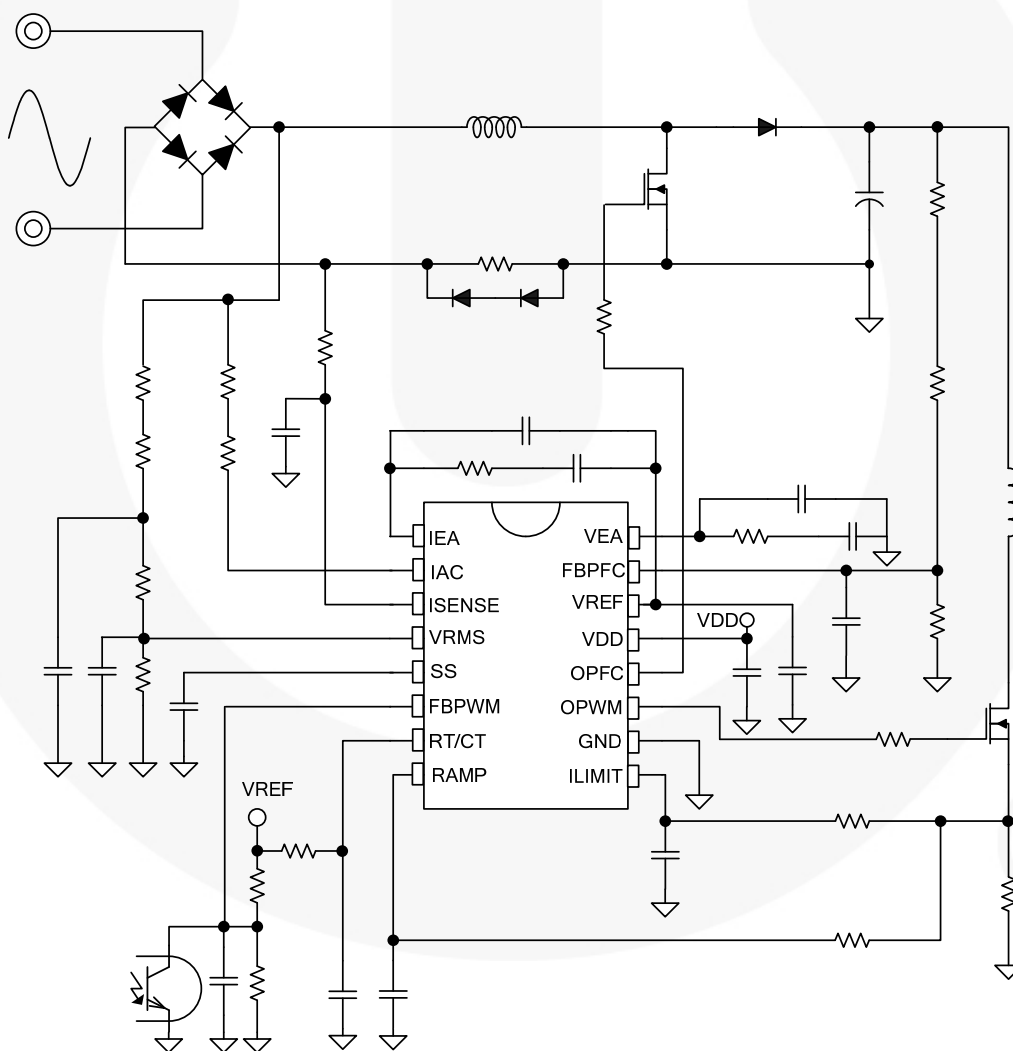 IEA
IAC
ISENSE
VRMS
SS
FBPWM
RT/CT
RAMP
VEA
FBPFC
VREF
VDD
OPFC
OPWM
GND
ILIMIT
VDD
VREF